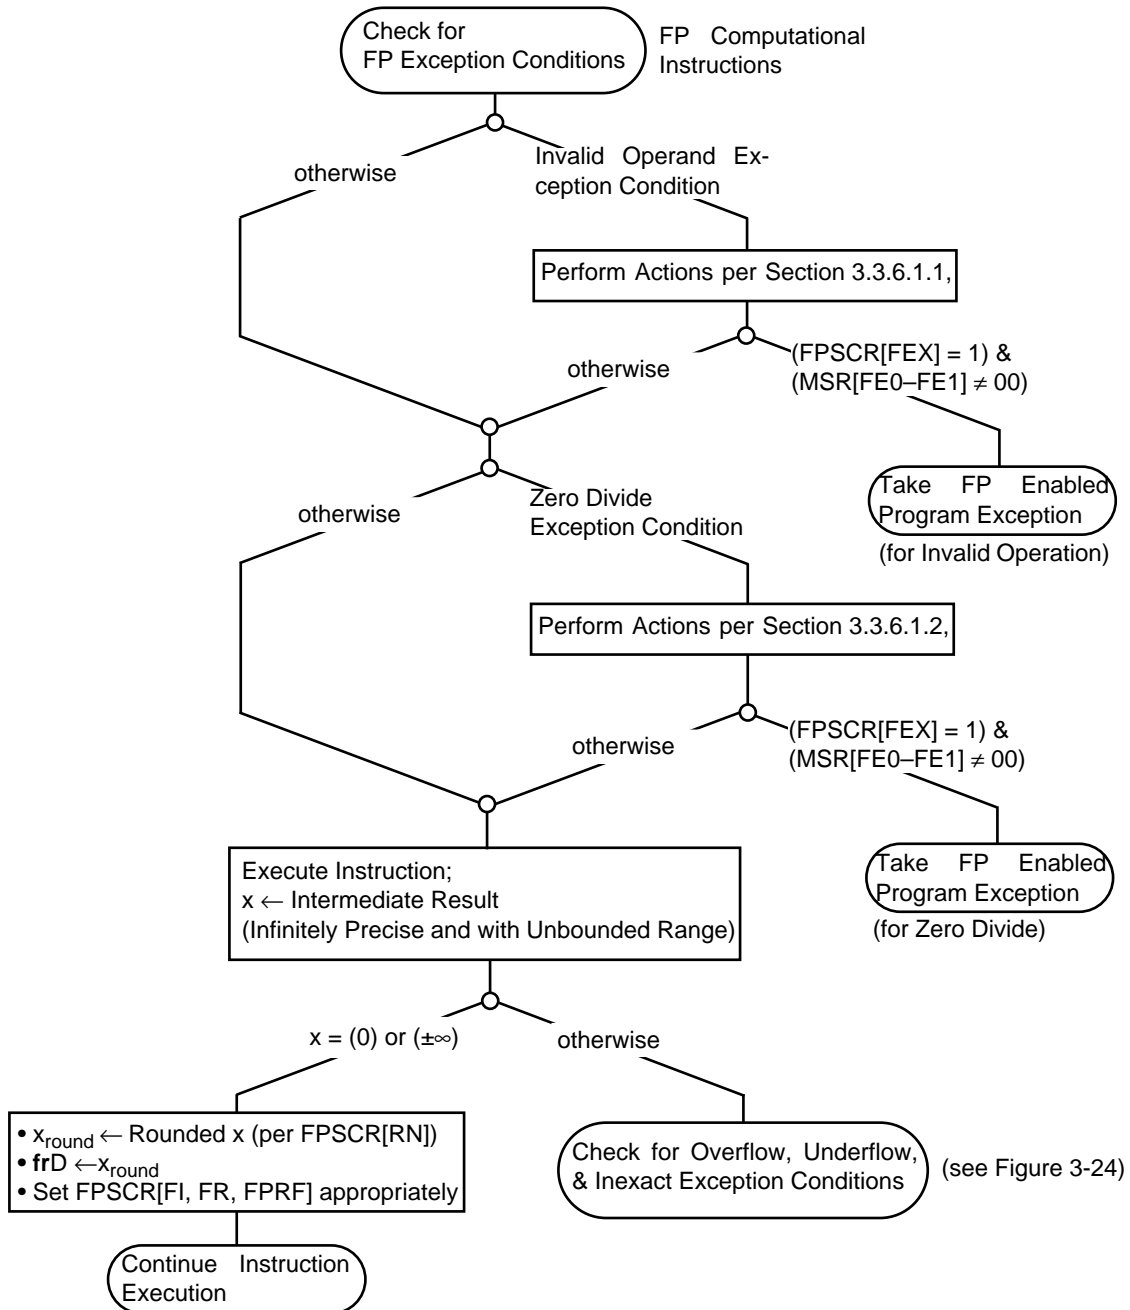 Check for
FP Exception Conditions
FP Computational
Instructions
otherwise
Invalid Operand Ex-
ception Condition
Perform Actions per Section 3.3.6.1.1,
otherwise
(FPSCR[FEX] = 1) &
(MSR[FE0–FE1] ≠ 00)
Take FP Enabled
Program Exception
(for Invalid Operation)
otherwise
Zero Divide
Exception Condition
Perform Actions per Section 3.3.6.1.2,
otherwise
(FPSCR[FEX] = 1) &
(MSR[FE0–FE1] ≠ 00)
Take FP Enabled
Program Exception
(for Zero Divide)
Execute Instruction;
x ← Intermediate Result
(Infinitely Precise and with Unbounded Range)
x = (0) or (±∞)
otherwise
• xround ← Rounded x (per FPSCR[RN])
• frD ←xround
• Set FPSCR[FI, FR, FPRF] appropriately
Check for Overflow, Underflow,
& Inexact Exception Conditions
(see Figure 3-24)
Continue Instruction
Execution